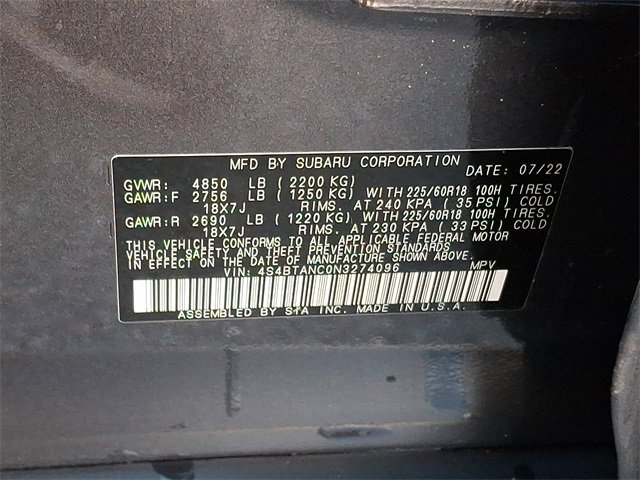 MFD BY SUBARU CORPORATION DATE: 07/22
GVWR: 4850 LB (2200 KG)
GAWR:F 2756 LB (1250 KG) WITH 225/60R18 100H TIRES.
18X7J RIMS. AT 240 KPA (35 PSI) COLD
GAWR:R 2690 LB (1220 KG) WITH 225/60R18 100H TIRES.
18X7J RIMS. AT 230 KPA (33 PSI) COLD
THIS VEHICLE CONFORMS TO ALL APPLICABLE FEDERAL MOTOR
VEHICLE SAFETY AND THEFT PREVENTION STANDARDS
IN EFFECT ON THE DATE OF MANUFACTURE SHOWN ABOVE.
VIN: 4S4BTANC0N3274096 MPV
ASSEMBLED BY SIA INC. MADE IN U.S.A.